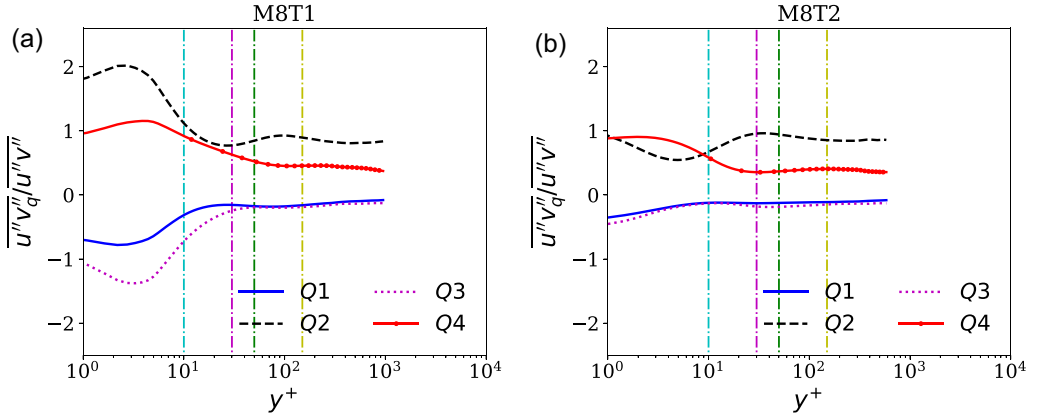 M8T1
(a)
2
1
0
−1
−2
u″v″q/u″v″
Q1 Q3
Q2 Q4
10⁰ 10¹ 10² 10³ 10⁴
y⁺
M8T2
(b)
2
1
0
−1
−2
u″v″q/u″v″
Q1 Q3
Q2 Q4
10⁰ 10¹ 10² 10³ 10⁴
y⁺